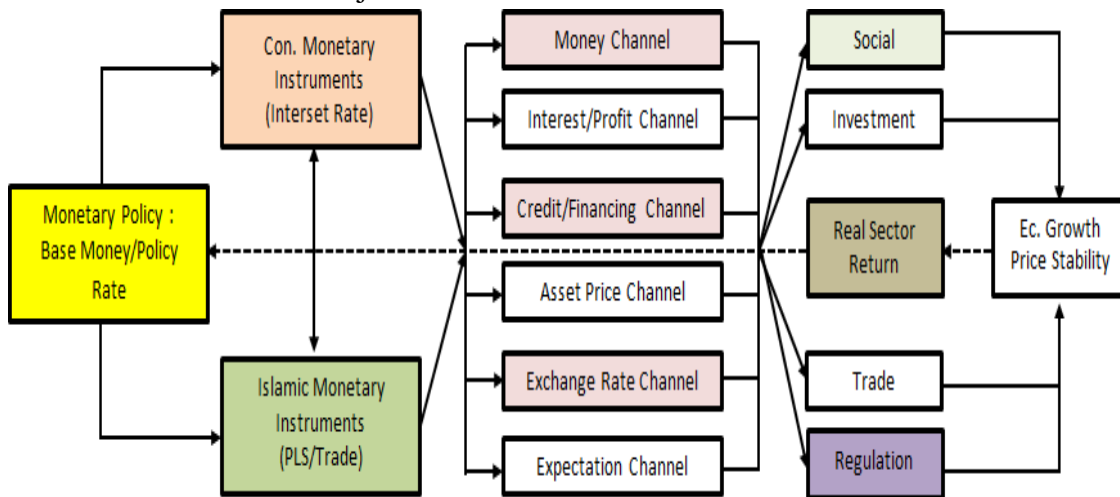 Monetary Policy :
Base Money/Policy
Rate
Con. Monetary
Instruments
(Interset Rate)
Islamic Monetary
Instruments
(PLS/Trade)
Money Channel
Interest/Profit Channel
Credit/Financing Channel
Asset Price Channel
Exchange Rate Channel
Expectation Channel
Social
Investment
Real Sector
Return
Trade
Regulation
Ec. Growth
Price Stability